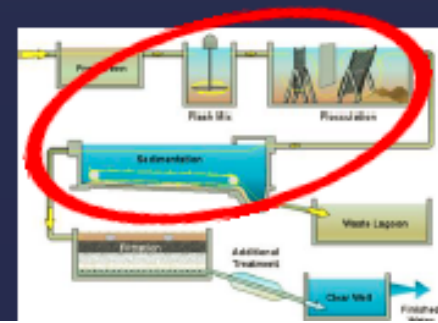 Flash Mix
Flocculation
Sedimentation
Waste Lagoon
Filtration
Additional
Treatment
Clear Well
Finished
Water